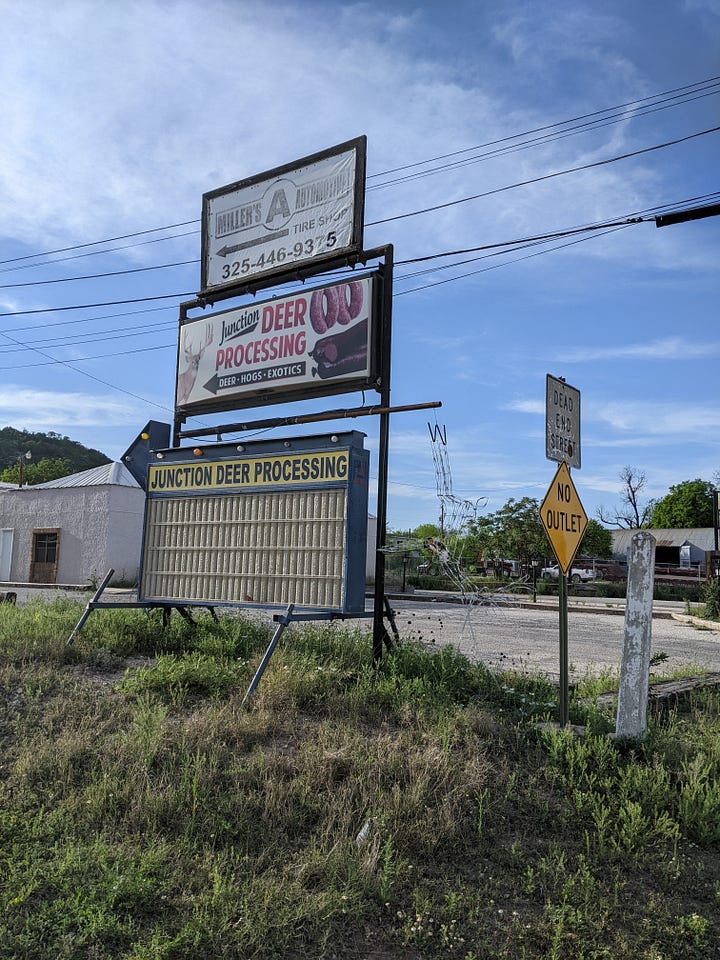 MILLER'S A AUTOMOTIVE
TIRE SHOP
325-446-9375
Junction DEER
PROCESSING
DEER • HOGS • EXOTICS
JUNCTION DEER PROCESSING
DEAD
END
STREET
NO
OUTLET